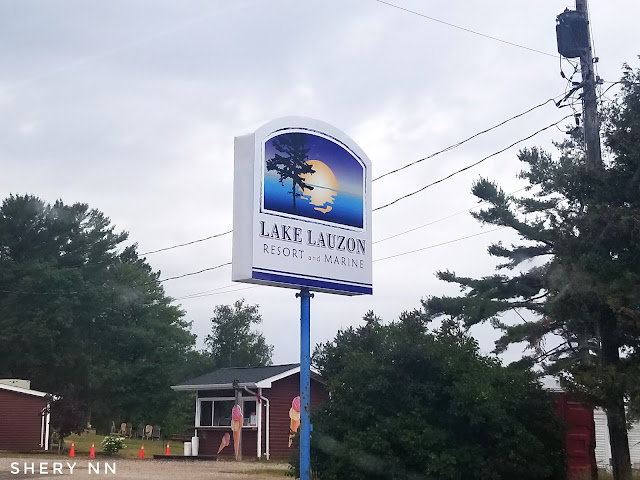 LAKE LAUZON
RESORT and MARINE
SHERY NN